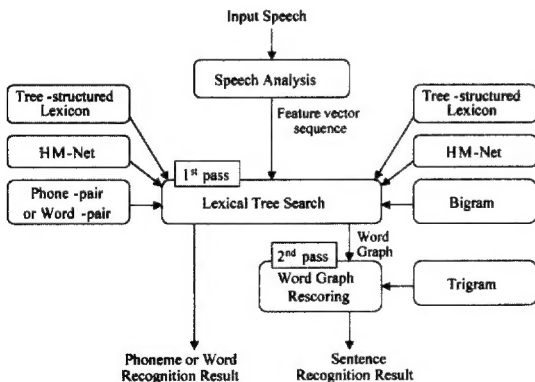 Input Speech
Speech Analysis
Tree -structured
Lexicon
Feature vector
sequence
Tree -structured
Lexicon
HM-Net
HM-Net
1st pass
Phone -pair
or Word -pair
Lexical Tree Search
Bigram
Word
Graph
2nd pass
Word Graph
Rescoring
Trigram
Phoneme or Word
Recognition Result
Sentence
Recognition Result